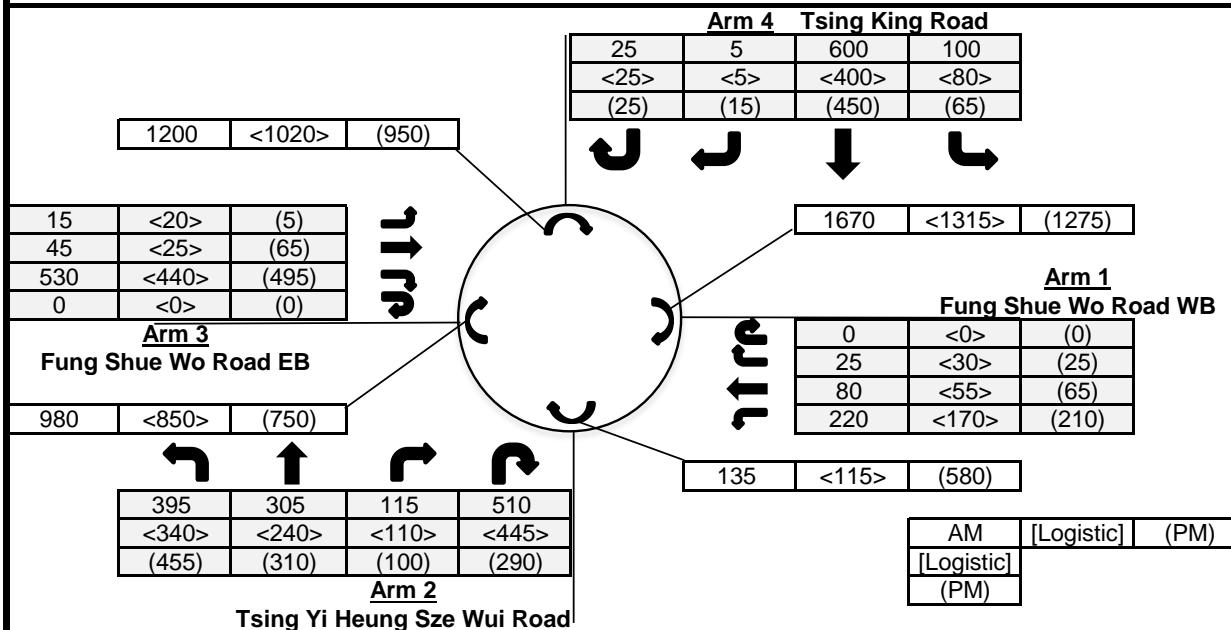 Arm 4 Tsing King Road
25 5 600 100
<25> <5> <400> <80>
(25) (15) (450) (65)
1200 <1020> (950)
15 <20> (5)
45 <25> (65)
530 <440> (495)
0 <0> (0)
Arm 3
Fung Shue Wo Road EB
1670 <1315> (1275)
Arm 1
Fung Shue Wo Road WB
0 <0> (0)
25 <30> (25)
80 <55> (65)
220 <170> (210)
980 <850> (750)
135 <115> (580)
395 305 115 510
<340> <240> <110> <445>
(455) (310) (100) (290)
Arm 2
Tsing Yi Heung Sze Wui Road
AM [Logistic] (PM)
[Logistic]
(PM)